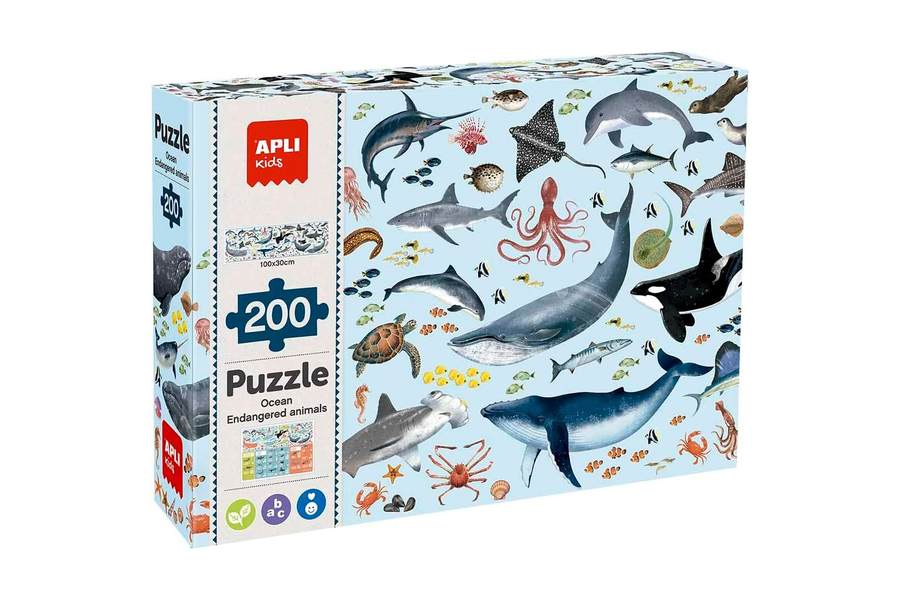 Puzzle
Ocean
Endangered animals
200
APLI
kids
APLI
kids
100x30cm
200
Puzzle
Ocean
Endangered animals
b
a c